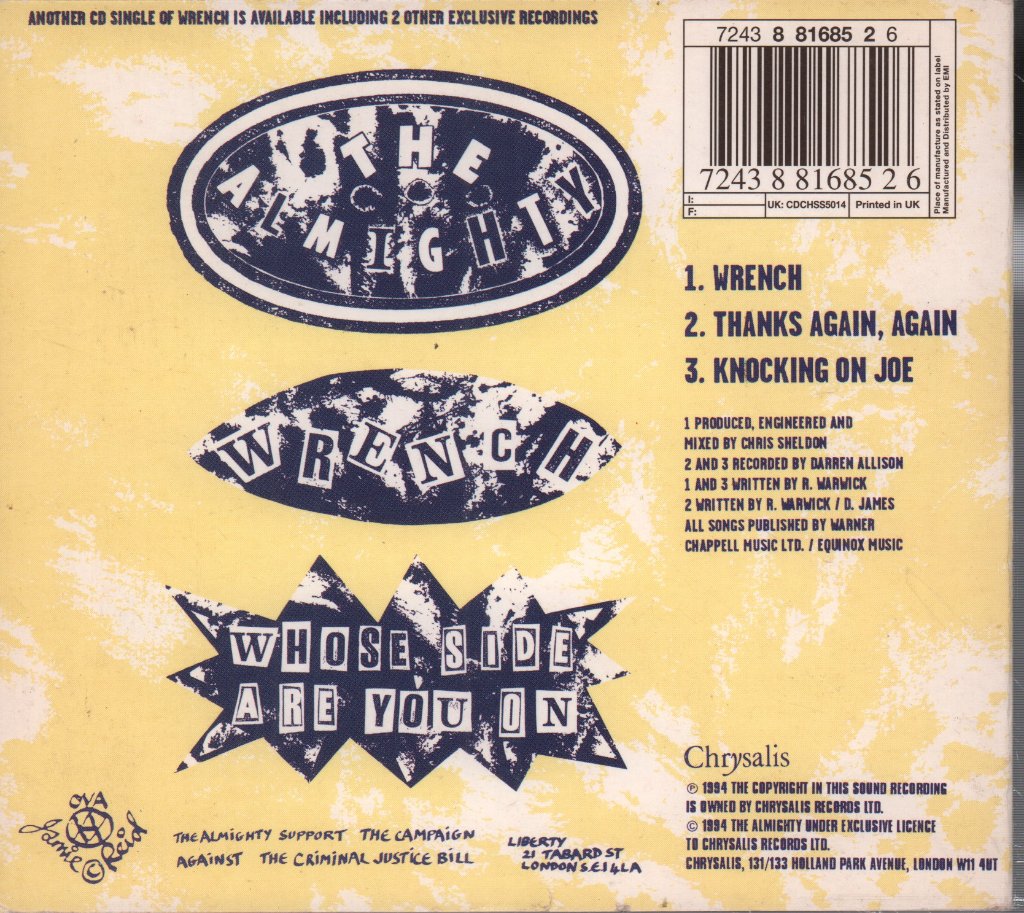 ANOTHER CD SINGLE OF WRENCH IS AVAILABLE INCLUDING 2 OTHER EXCLUSIVE RECORDINGS
THE
ALMIGHTY
WRENCH
WHOSE SIDE
ARE YOU ON
7243 8 81685 2 6
7243 8 81685 2 6
I:
F:
UK: CDCHSS5014
Printed in UK
Place of manufacture as stated on label
Manufactured and Distributed by EMI
1. WRENCH
2. THANKS AGAIN, AGAIN
3. KNOCKING ON JOE
1 PRODUCED, ENGINEERED AND
MIXED BY CHRIS SHELDON
2 AND 3 RECORDED BY DARREN ALLISON
1 AND 3 WRITTEN BY R. WARWICK
2 WRITTEN BY R. WARWICK / D. JAMES
ALL SONGS PUBLISHED BY WARNER
CHAPPELL MUSIC LTD. / EQUINOX MUSIC
Chrysalis
℗ 1994 THE COPYRIGHT IN THIS SOUND RECORDING
IS OWNED BY CHRYSALIS RECORDS LTD.
© 1994 THE ALMIGHTY UNDER EXCLUSIVE LICENCE
TO CHRYSALIS RECORDS LTD.
CHRYSALIS, 131/133 HOLLAND PARK AVENUE, LONDON W11 4UT
Jamie © Reid
THE ALMIGHTY SUPPORT THE CAMPAIGN
AGAINST THE CRIMINAL JUSTICE BILL
LIBERTY
21 TABARD ST
LONDON S.E.1 4LA